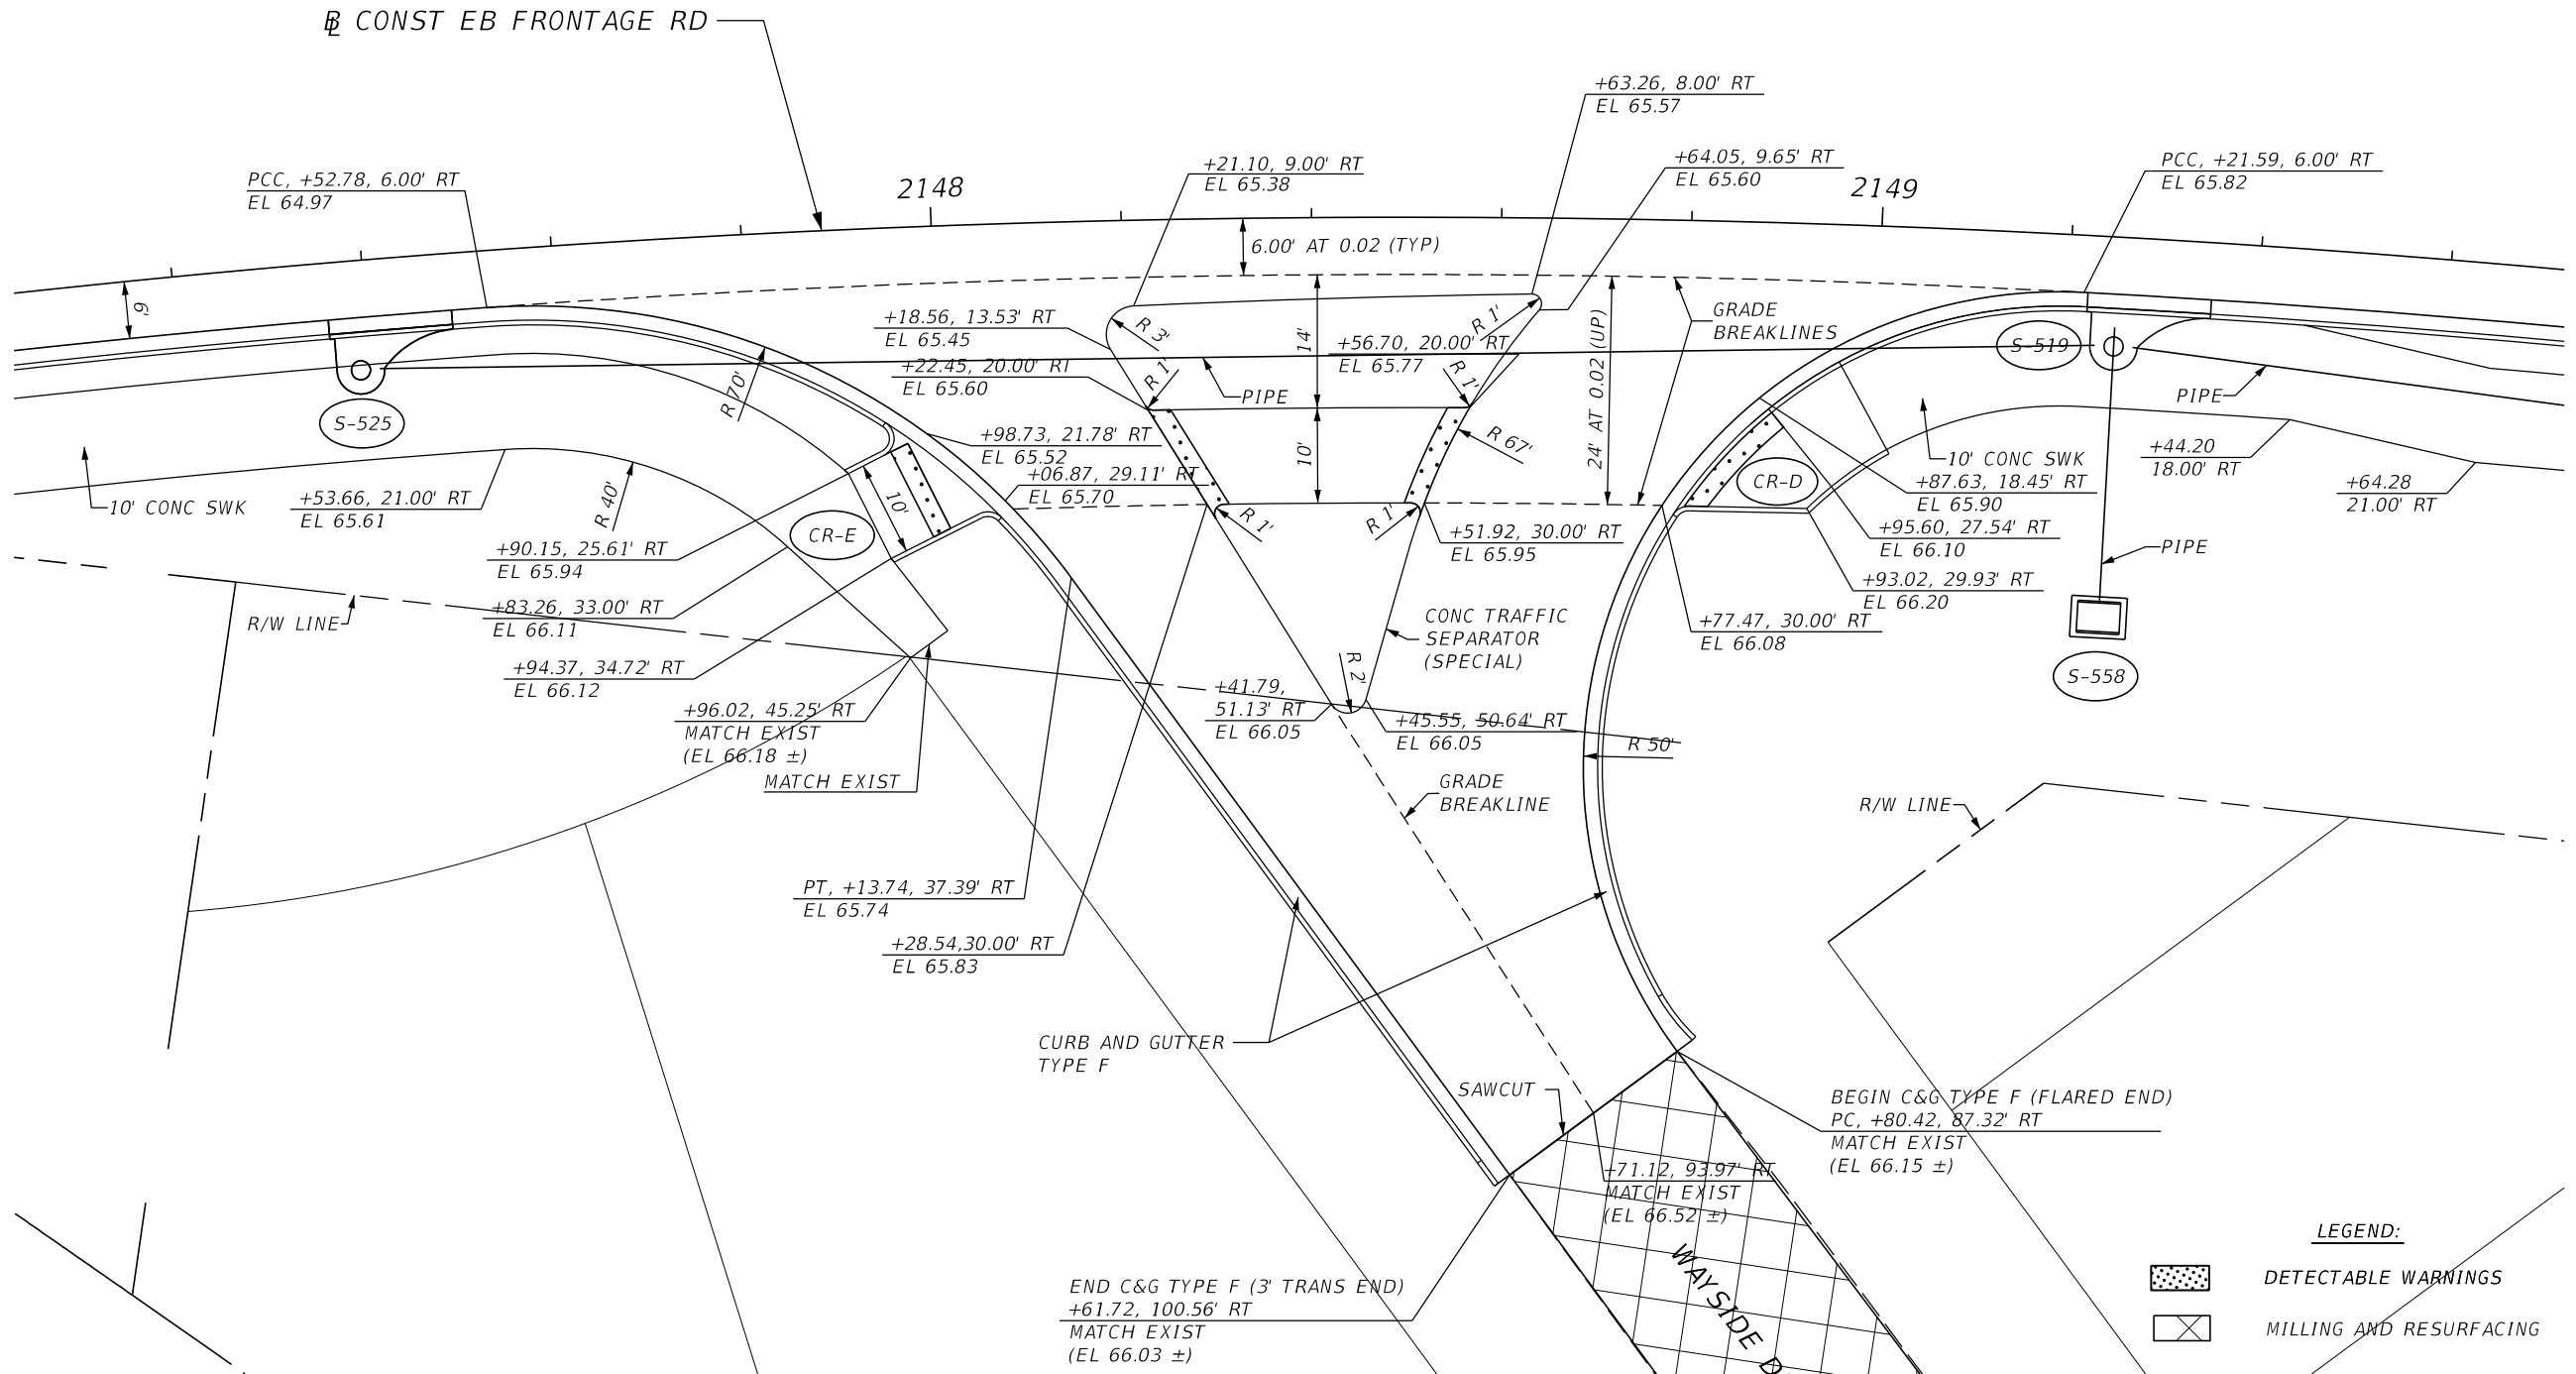 BL CONST EB FRONTAGE RD
+63.26, 8.00' RT
EL 65.57
+21.10, 9.00' RT
EL 65.38
+64.05, 9.65' RT
EL 65.60
PCC, +21.59, 6.00' RT
EL 65.82
PCC, +52.78, 6.00' RT
EL 64.97
2148
2149
6.00' AT 0.02 (TYP)
6'
+18.56, 13.53' RT
EL 65.45
R 3'
R 1'
14'
GRADE
BREAKLINES
+56.70, 20.00' RT
EL 65.77
S-519
+22.45, 20.00' RT
EL 65.60
R 1'
R 1'
PIPE
PIPE
R 70'
24' AT 0.02 (UP)
S-525
+98.73, 21.78' RT
EL 65.52
10'
R 67'
+44.20
18.00' RT
10' CONC SWK
+06.87, 29.11' RT
EL 65.70
CR-D
+87.63, 18.45' RT
EL 65.90
+64.28
21.00' RT
10' CONC SWK
+53.66, 21.00' RT
EL 65.61
R 40'
10'
CR-E
R 1'
R 1'
+51.92, 30.00' RT
EL 65.95
+95.60, 27.54' RT
EL 66.10
PIPE
+90.15, 25.61' RT
EL 65.94
+93.02, 29.93' RT
EL 66.20
+83.26, 33.00' RT
EL 66.11
R/W LINE
CONC TRAFFIC
SEPARATOR
(SPECIAL)
+77.47, 30.00' RT
EL 66.08
+94.37, 34.72' RT
EL 66.12
R 2'
S-558
+41.79,
51.13' RT
EL 66.05
+96.02, 45.25' RT
MATCH EXIST
(EL 66.18 ±)
+45.55, 50.64' RT
EL 66.05
R 50'
MATCH EXIST
GRADE
BREAKLINE
R/W LINE
PT, +13.74, 37.39' RT
EL 65.74
+28.54,30.00' RT
EL 65.83
CURB AND GUTTER
TYPE F
SAWCUT
BEGIN C&G TYPE F (FLARED END)
PC, +80.42, 87.32' RT
MATCH EXIST
(EL 66.15 ±)
+71.12, 93.97' RT
MATCH EXIST
(EL 66.52 ±)
WAYSIDE
END C&G TYPE F (3' TRANS END)
+61.72, 100.56' RT
MATCH EXIST
(EL 66.03 ±)
LEGEND:
DETECTABLE WARNINGS
MILLING AND RESURFACING